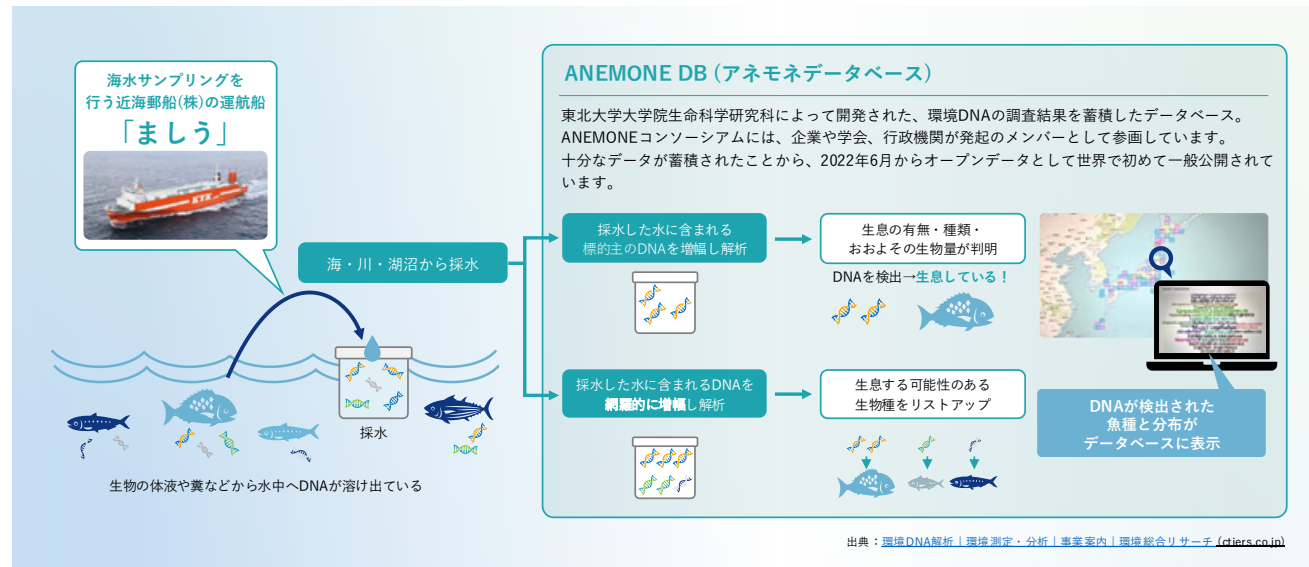 海水サンプリングを
行う近海郵船(株)の運航船
「ましう」
KYK
海・川・湖沼から採水
採水
生物の体液や糞などから水中へDNAが溶け出ている
ANEMONE DB (アネモネデータベース)
東北大学大学院生命科学研究科によって開発された、環境DNAの調査結果を蓄積したデータベース。
ANEMONEコンソーシアムには、企業や学会、行政機関が発起のメンバーとして参画しています。
十分なデータが蓄積されたことから、2022年6月からオープンデータとして世界で初めて一般公開されて
います。
採水した水に含まれる
標的主のDNAを増幅し解析
生息の有無・種類・
おおよその生物量が判明
DNAを検出→生息している！
採水した水に含まれるDNAを
網羅的に増幅し解析
生息する可能性のある
生物種をリストアップ
DNAが検出された
魚種と分布が
データベースに表示
出典：環境DNA解析｜環境測定・分析｜事業案内｜環境総合リサーチ (ctiers.co.jp)